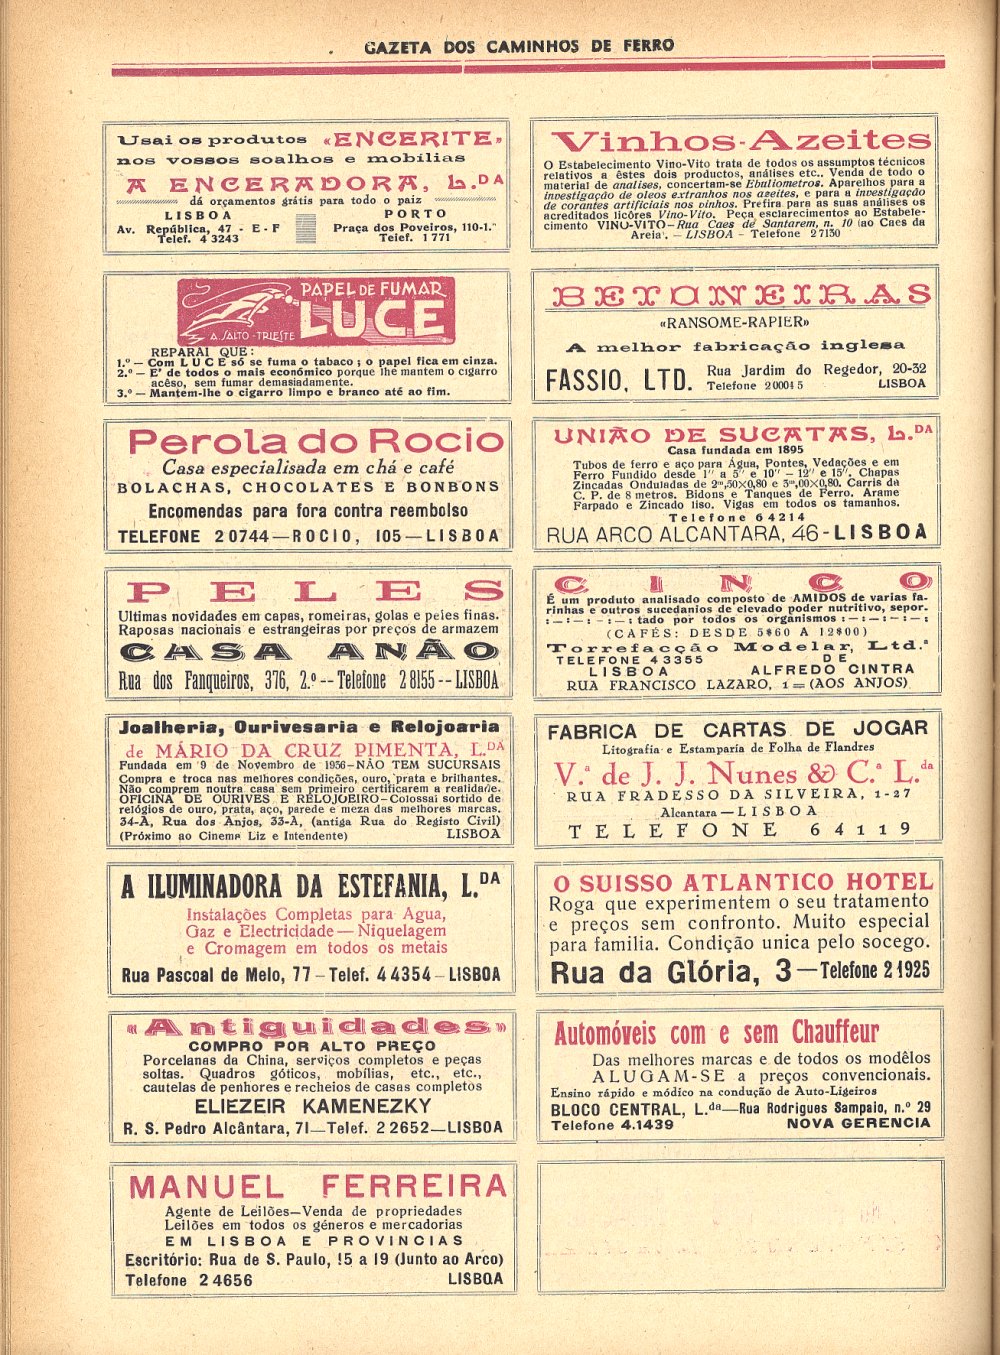 GAZETA DOS CAMINHOS DE FERRO
Usai os produtos «ENCERITE»
nos vossos soalhos e mobilias
A ENCERADORA, L.DA
dá orçamentos grátis para todo o paiz
LISBOA
Av. República, 47 - E - F
Telef. 4 3243
PORTO
Praça dos Poveiros, 110-1.º
Telef. 1 771
PAPEL DE FUMAR
LUCE
A. SALTO - TRIESTE
REPARAI QUE:
1.º — Com LUCE só se fuma o tabaco ; o papel fica em cinza.
2.º — E' de todos o mais económico porque lhe mantem o cigarro
acêso, sem fumar demasiadamente.
3.º — Mantem-lhe o cigarro limpo e branco até ao fim.
Perola do Rocio
Casa especialisada em chá e café
BOLACHAS, CHOCOLATES E BONBONS
Encomendas para fora contra reembolso
TELEFONE 2 0744 — ROCIO, 105 — LISBOA
PELES
Ultimas novidades em capas, romeiras, golas e peles finas.
Raposas nacionais e estrangeiras por preços de armazem
CASA ANÃO
Rua dos Fanqueiros, 376, 2.º -- Telefone 2 8155 -- LISBOA
Joalheria, Ourivesaria e Relojoaria
de MÁRIO DA CRUZ PIMENTA, L.DA
Fundada em 9 de Novembro de 1936 - NÃO TEM SUCURSAIS
Compra e troca nas melhores condições, ouro, prata e brilhantes.
Não comprem noutra casa sem primeiro certificarem a realidade.
OFICINA DE OURIVES E RELOJOEIRO - Colossal sortido de
relógios de ouro, prata, aço, parede e meza das melhores marcas.
34-A, Rua dos Anjos, 33-A, (antiga Rua do Registo Civil)
(Próximo ao Cinema Liz e Intendente) LISBOA
A ILUMINADORA DA ESTEFANIA, L.DA
Instalações Completas para Agua,
Gaz e Electricidade — Niquelagem
e Cromagem em todos os metais
Rua Pascoal de Melo, 77 - Telef. 4 4354 - LISBOA
«Antiguidades»
COMPRO POR ALTO PREÇO
Porcelanas da China, serviços completos e peças
soltas. Quadros góticos, mobílias, etc., etc.,
cautelas de penhores e recheios de casas completos
ELIEZEIR KAMENEZKY
R. S. Pedro Alcântara, 71 — Telef. 2 2652 — LISBOA
MANUEL FERREIRA
Agente de Leilões — Venda de propriedades
Leilões em todos os géneros e mercadorias
EM LISBOA E PROVINCIAS
Escritório: Rua de S. Paulo, 15 a 19 (Junto ao Arco)
Telefone 2 4656 LISBOA
Vinhos-Azeites
O Estabelecimento Vino-Vito trata de todos os assumptos técnicos
relativos a êstes dois productos, análises etc.. Venda de todo o
material de analises, concertam-se Ebuliometros. Aparelhos para a
investigação de oleos extranhos nos azeites, e para a investigação
de corantes artificiais nos vinhos. Prefira para as suas análises os
acreditados licôres Vino-Vito. Peça esclarecimentos ao Estabele-
cimento VINO-VITO — Rua Caes de Santarem, n. 10 (ao Caes da
Areia), — LISBOA - Telefone 2 7130
BETONEIRAS
«RANSOME-RAPIER»
A melhor fabricação inglesa
FASSIO, LTD. Rua Jardim do Regedor, 20-32
Telefone 2 0004 5 LISBOA
UNIÃO DE SUCATAS, L.DA
Casa fundada em 1895
Tubos de ferro e aço para Água, Pontes, Vedações e em
Ferro Fundido desde 1" a 5" e 10" — 12" e 15". Chapas
Zincadas Onduladas de 2m,50×0,80 e 3m,00×0,80. Carris da
C. P. de 8 metros. Bidons e Tanques de Ferro. Arame
Farpado e Zincado liso. Vigas em todos os tamanhos.
Telefone 6 4214
RUA ARCO ALCANTARA, 46 - LISBOA
CINCO
É um produto analisado composto de AMIDOS de varias fa-
rinhas e outros sucedanios de elevado poder nutritivo, sepor-
: — : — : - : — : tado por todos os organismos : — : — : — : — :
(CAFÉS: DESDE 5$60 A 12$00)
Torrefacção Modelar, Ltd.ª
TELEFONE 4 3355 DE
LISBOA ALFREDO CINTRA
RUA FRANCISCO LAZARO, 1 = (AOS ANJOS)
FABRICA DE CARTAS DE JOGAR
Litografia e Estamparia de Folha de Flandres
V.ª de J. J. Nunes & C.ª L.da
RUA FRADESSO DA SILVEIRA, 1-27
Alcantara — LISBOA
TELEFONE 64119
O SUISSO ATLANTICO HOTEL
Roga que experimentem o seu tratamento
e preços sem confronto. Muito especial
para familia. Condição unica pelo socego.
Rua da Glória, 3 — Telefone 2 1925
Automóveis com e sem Chauffeur
Das melhores marcas e de todos os modêlos
ALUGAM-SE a preços convencionais.
Ensino rápido e módico na condução de Auto-Ligeiros
BLOCO CENTRAL, L.da — Rua Rodrigues Sampaio, n.º 29
Telefone 4.1439 NOVA GERENCIA